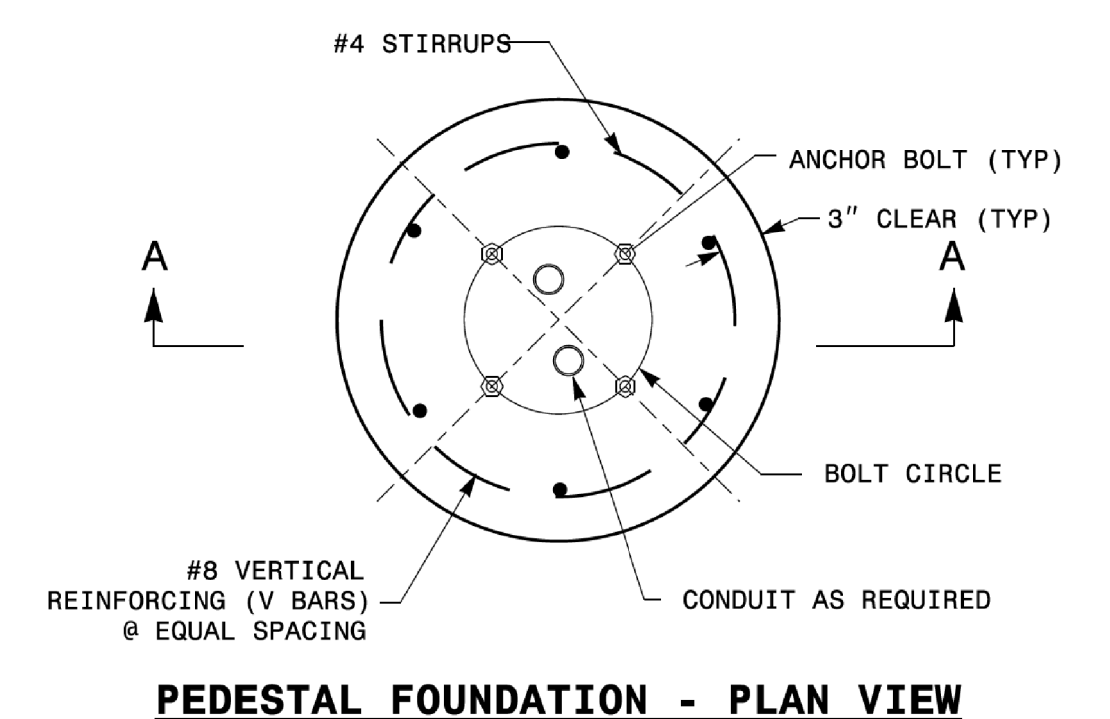 #4 STIRRUPS
ANCHOR BOLT (TYP)
3" CLEAR (TYP)
A
A
BOLT CIRCLE
#8 VERTICAL
REINFORCING (V BARS)
@ EQUAL SPACING
CONDUIT AS REQUIRED
PEDESTAL FOUNDATION - PLAN VIEW